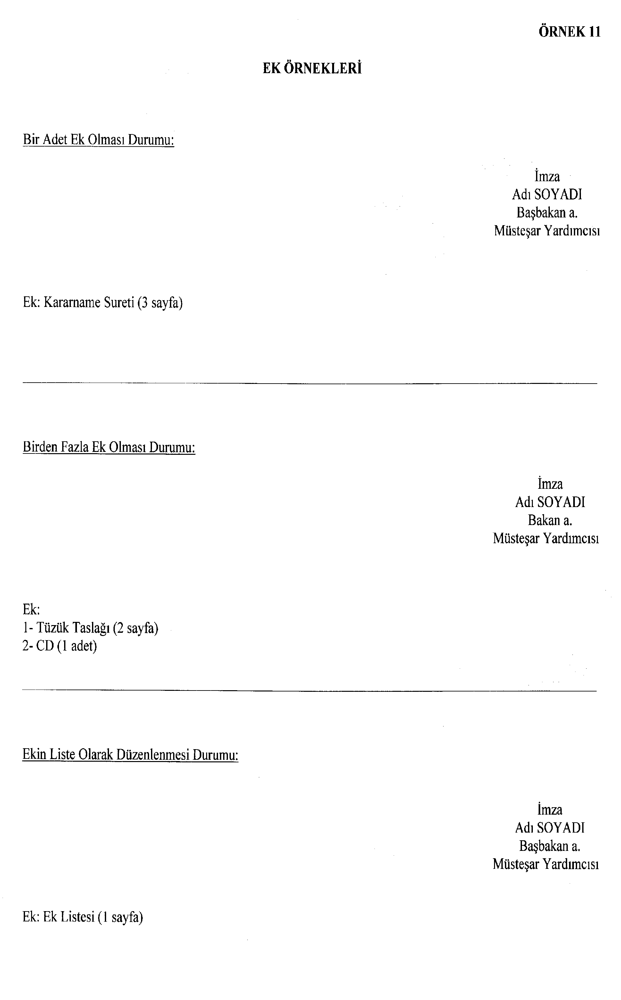 ÖRNEK 11
EK ÖRNEKLERİ
Bir Adet Ek Olması Durumu:
İmza
Adı SOYADI
Başbakan a.
Müsteşar Yardımcısı
Ek: Kararname Sureti (3 sayfa)
Birden Fazla Ek Olması Durumu:
İmza
Adı SOYADI
Bakan a.
Müsteşar Yardımcısı
Ek:
1- Tüzük Taslağı (2 sayfa)
2- CD (1 adet)
Ekin Liste Olarak Düzenlenmesi Durumu:
İmza
Adı SOYADI
Başbakan a.
Müsteşar Yardımcısı
Ek: Ek Listesi (1 sayfa)